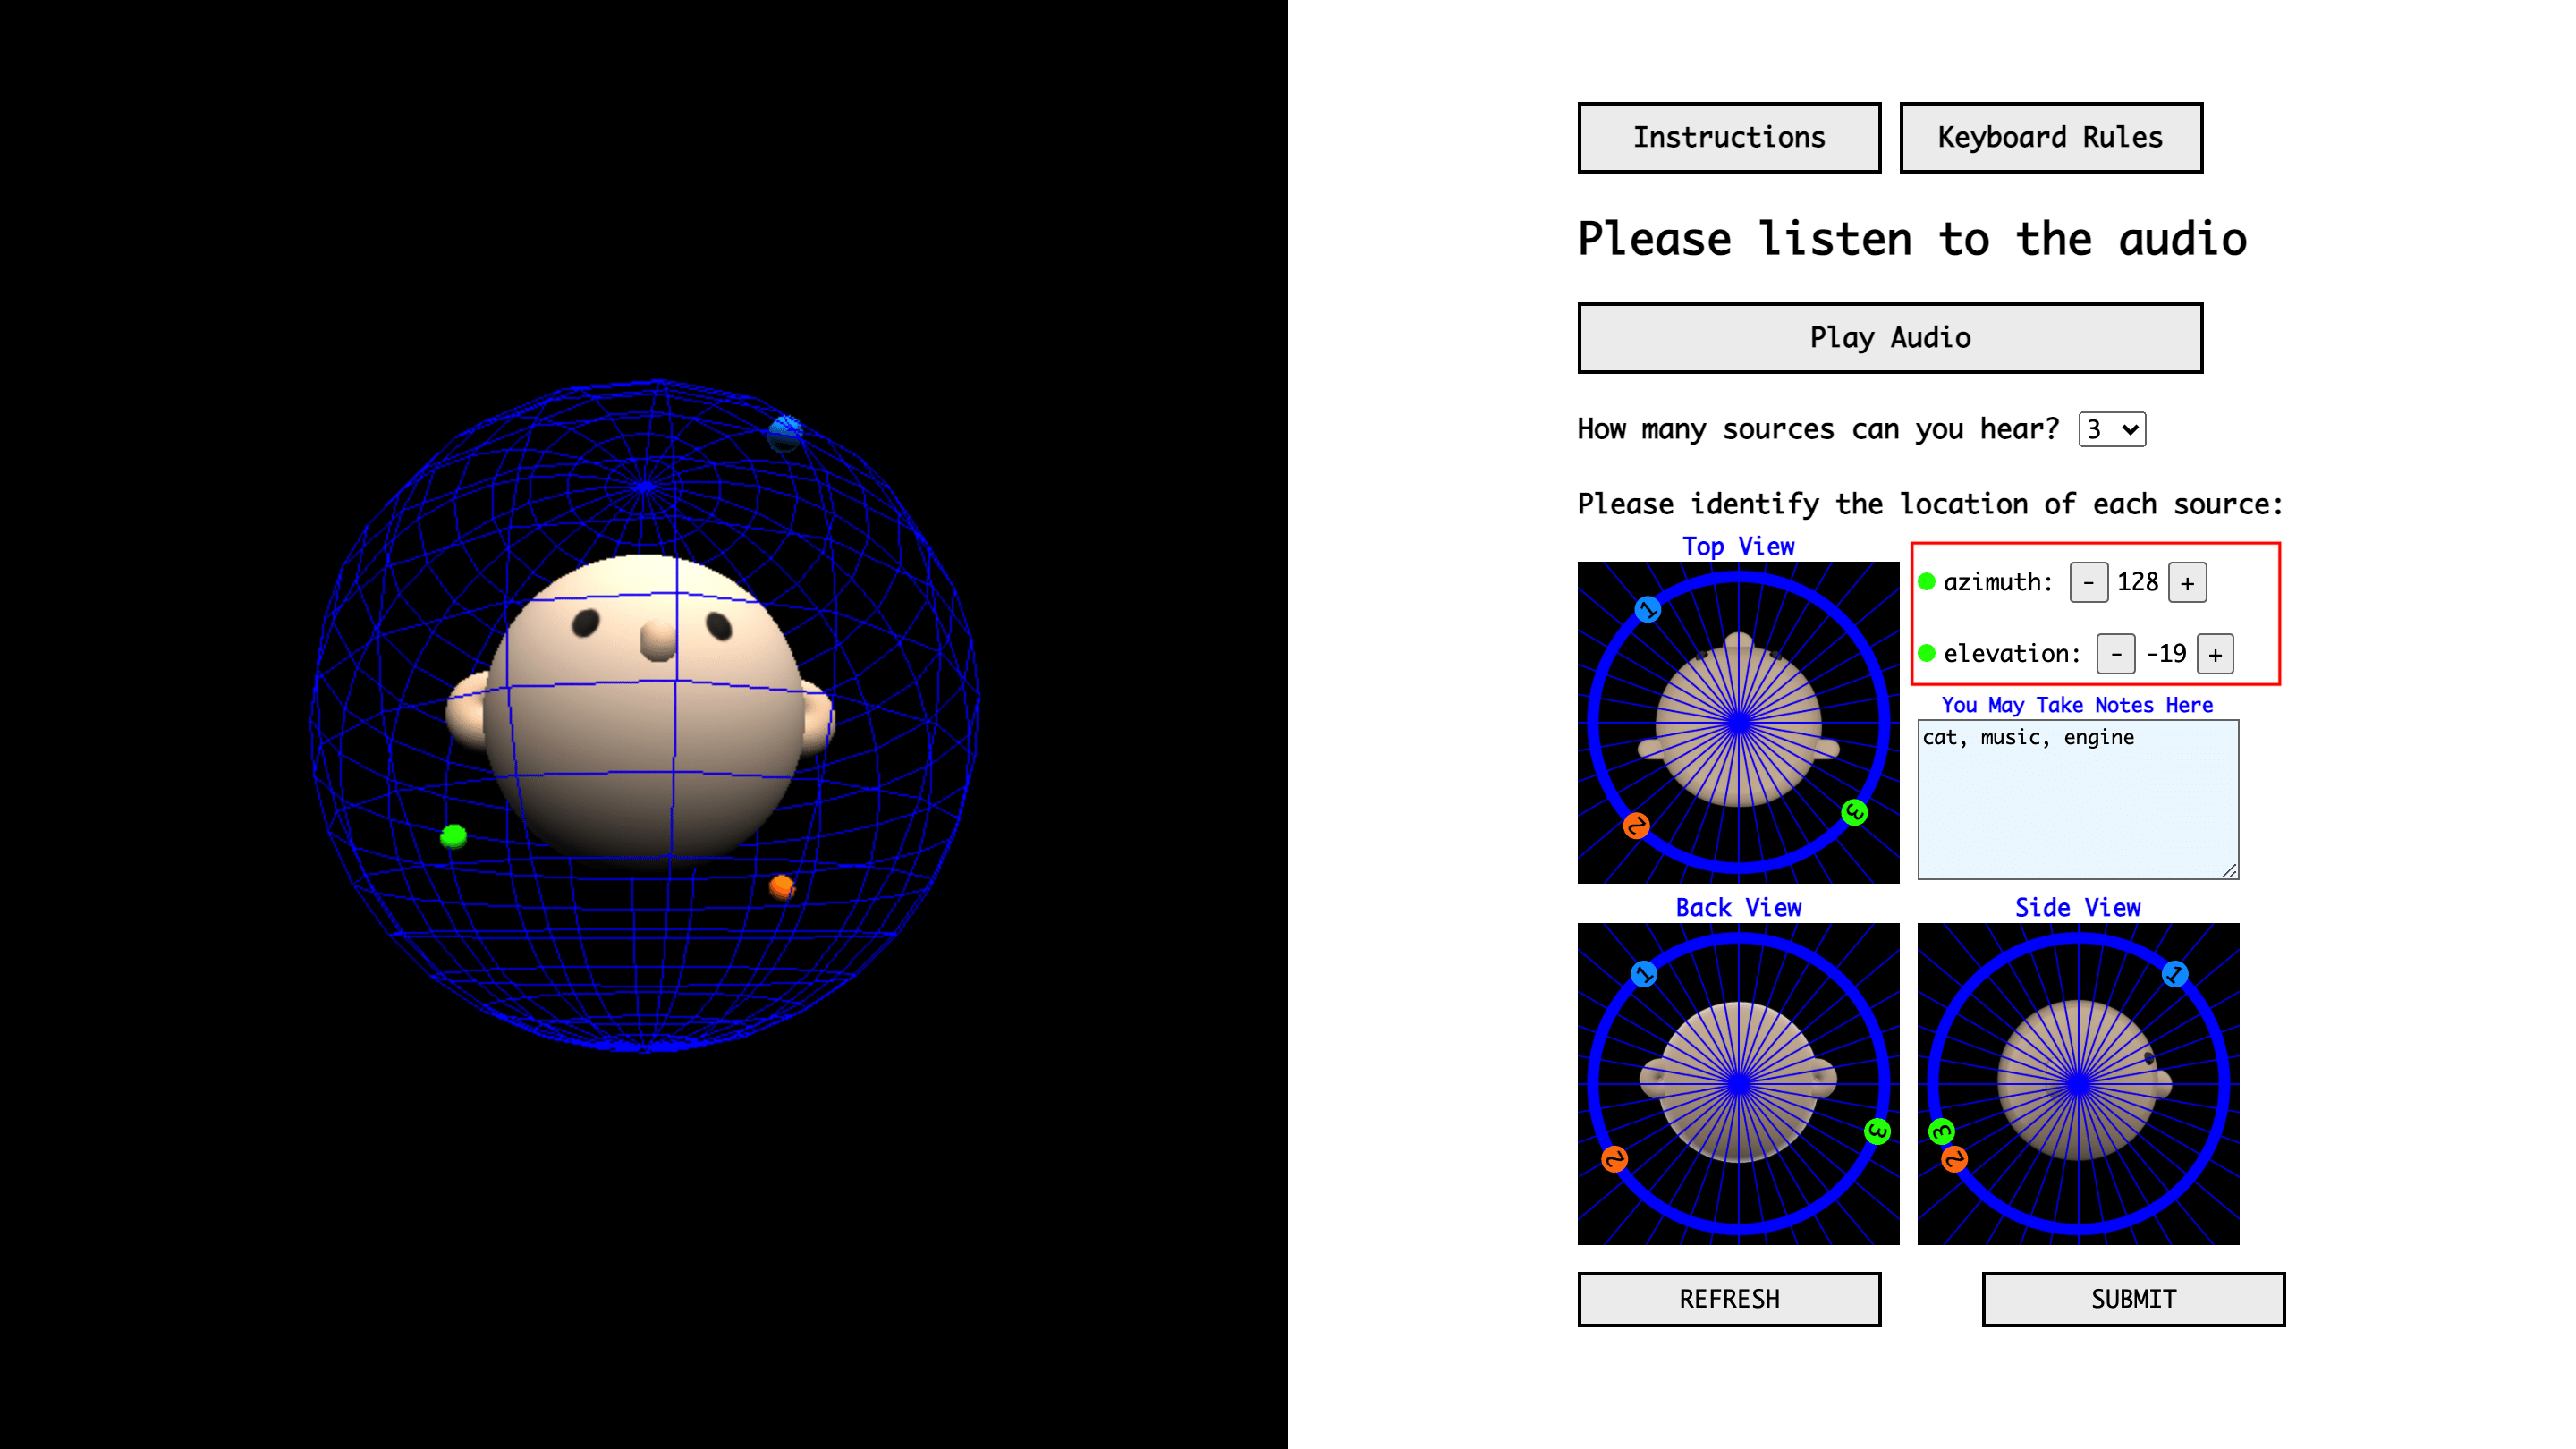 Instructions
Keyboard Rules
Please listen to the audio
Play Audio
How many sources can you hear? 3
Please identify the location of each source:
Top View
1
2
3
azimuth: - 128 +
elevation: - -19 +
You May Take Notes Here
cat, music, engine
Back View
1
2
3
Side View
1
3
2
REFRESH
SUBMIT